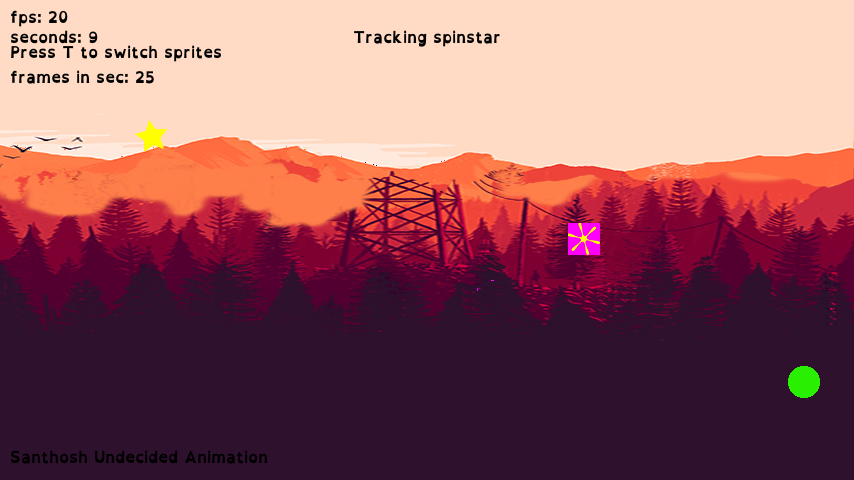 fps: 20
seconds: 9
Tracking spinstar
Press T to switch sprites
frames in sec: 25
Santhosh Undecided Animation